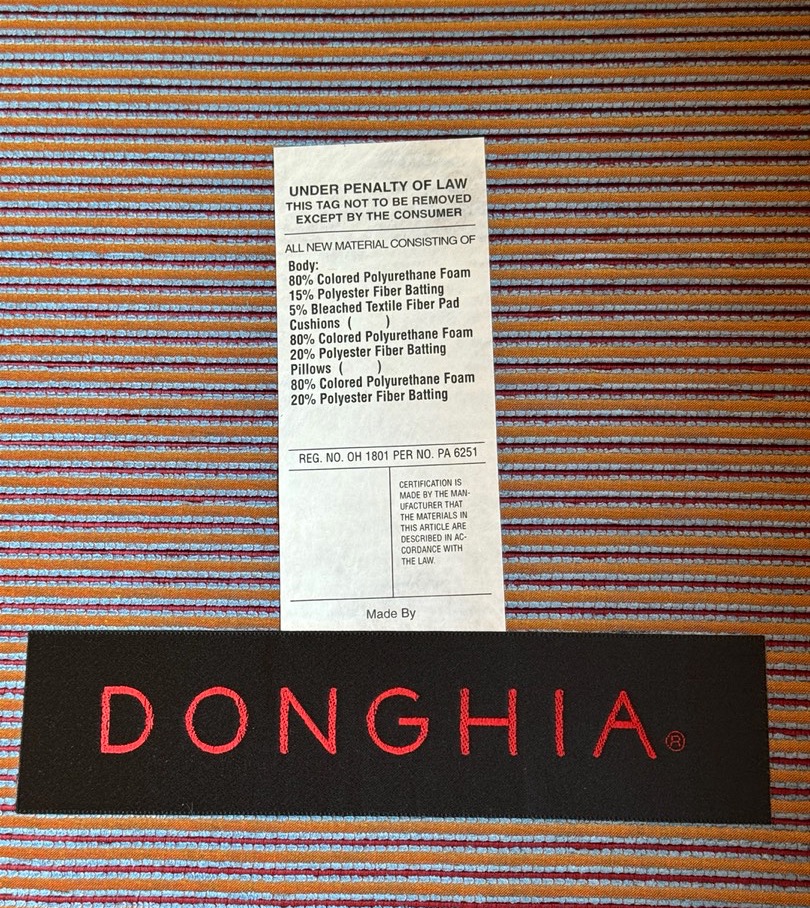 UNDER PENALTY OF LAW
THIS TAG NOT TO BE REMOVED
EXCEPT BY THE CONSUMER
ALL NEW MATERIAL CONSISTING OF
Body:
80% Colored Polyurethane Foam
15% Polyester Fiber Batting
5% Bleached Textile Fiber Pad
Cushions (       )
80% Colored Polyurethane Foam
20% Polyester Fiber Batting
Pillows (       )
80% Colored Polyurethane Foam
20% Polyester Fiber Batting
REG. NO. OH 1801 PER NO. PA 6251
CERTIFICATION IS
MADE BY THE MAN-
UFACTURER THAT
THE MATERIALS IN
THIS ARTICLE ARE
DESCRIBED IN AC-
CORDANCE WITH
THE LAW.
Made By
DONGHIA®